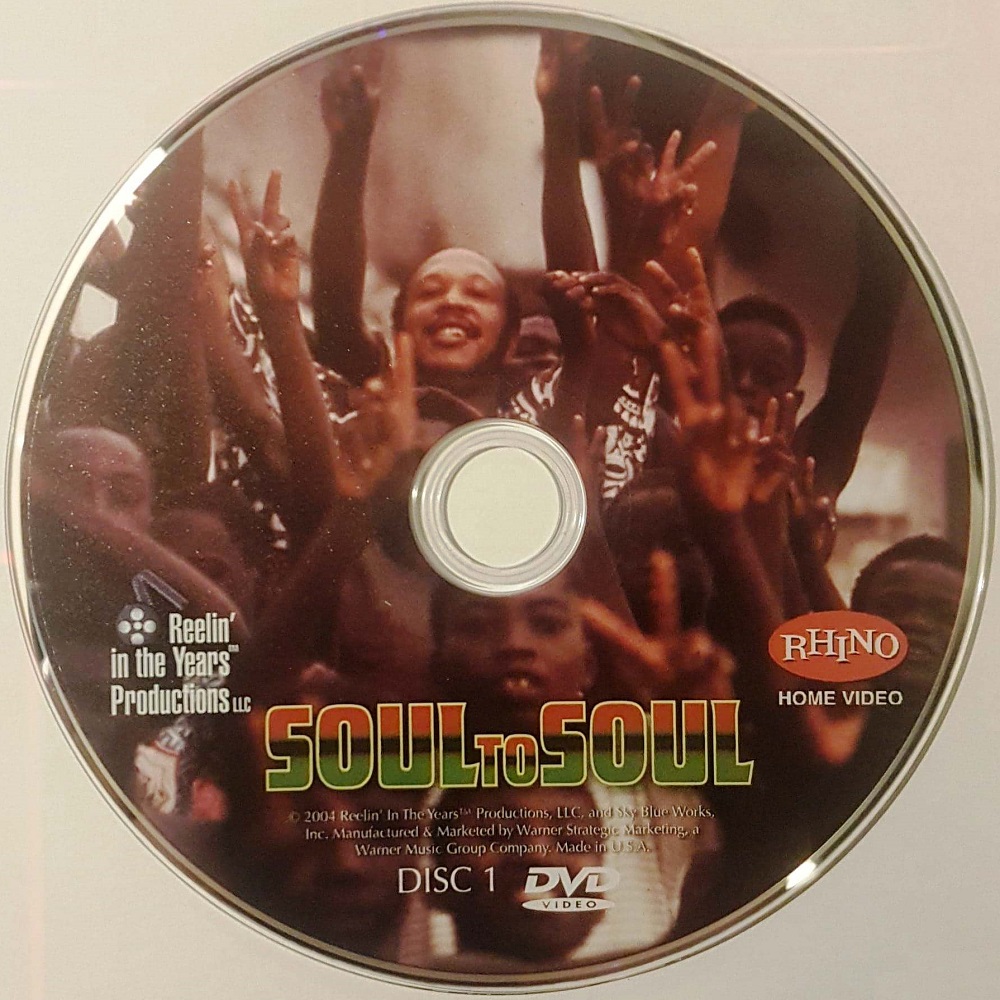 Reelin'
in the Years™
Productions LLC
RHINO
HOME VIDEO
SOUL TO SOUL
© 2004 Reelin' In The Years™ Productions, LLC, and Sky Blue Works,
Inc. Manufactured & Marketed by Warner Strategic Marketing, a
Warner Music Group Company. Made in U.S.A.
DISC 1 DVD
VIDEO